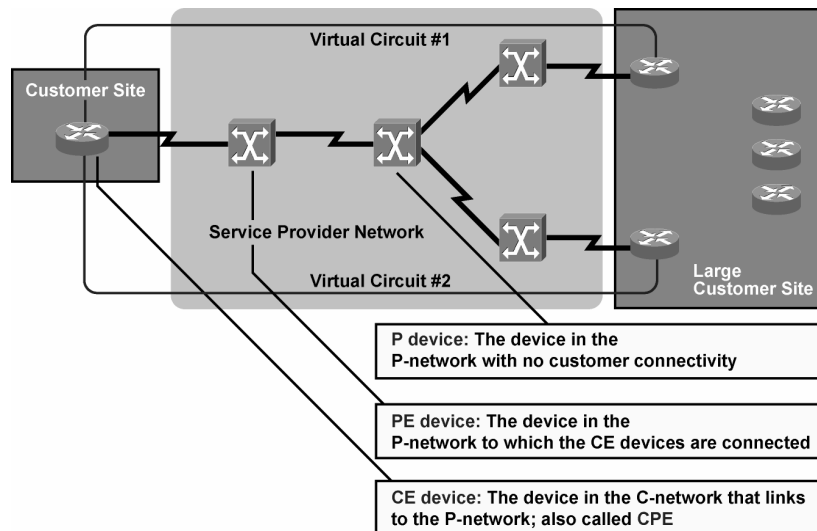 Virtual Circuit #1
Customer Site
Service Provider Network
Virtual Circuit #2
Large
Customer Site
P device: The device in the
P-network with no customer connectivity
PE device: The device in the
P-network to which the CE devices are connected
CE device: The device in the C-network that links
to the P-network; also called CPE